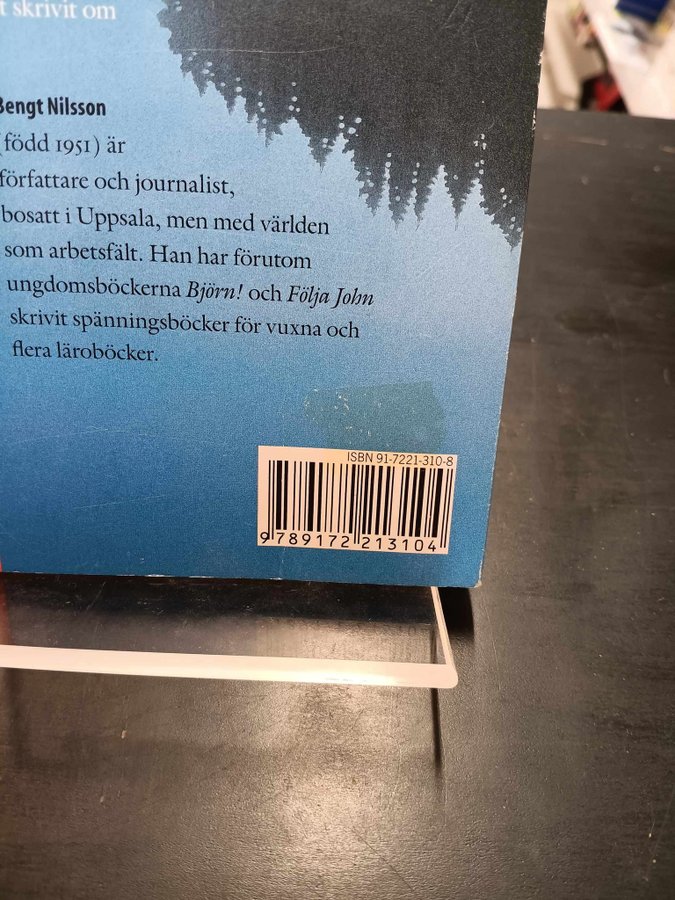 t skrivit om
Bengt Nilsson
(född 1951) är
författare och journalist,
bosatt i Uppsala, men med världen
som arbetsfält. Han har förutom
ungdomsböckerna Björn! och Följa John
skrivit spänningsböcker för vuxna och
flera läroböcker.
ISBN 91-7221-310-8
9 789172 213104